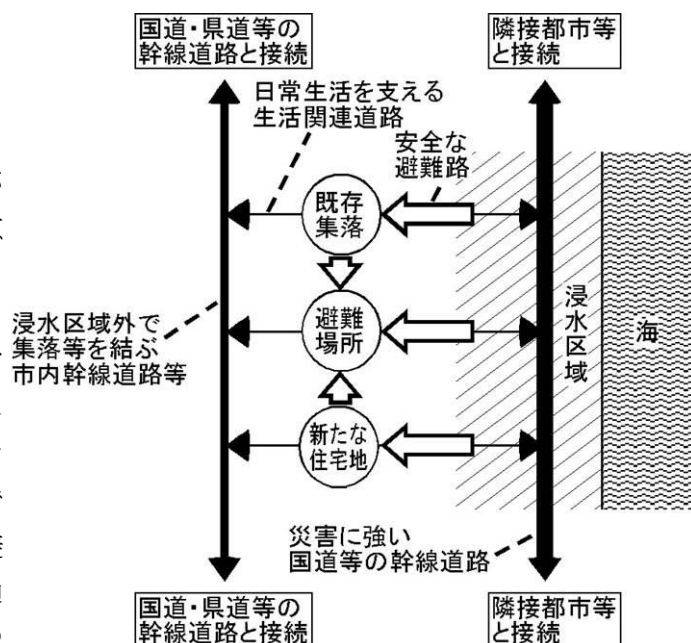 国道・県道等の
幹線道路と接続
隣接都市等
と接続
日常生活を支える
生活関連道路
安全な
避難路
既存
集落
浸水区域外で
集落等を結ぶ
市内幹線道路等
避難
場所
浸水区域
海
新たな
住宅地
災害に強い
国道等の幹線道路
国道・県道等の
幹線道路と接続
隣接都市等
と接続